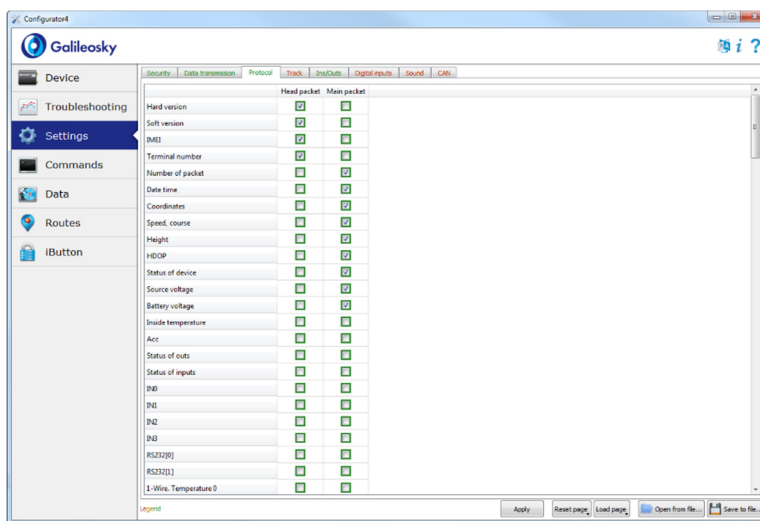 Configurator4
Galileosky
Device
Troubleshooting
Settings
Commands
Data
Routes
iButton
Security Data transmission Protocol Track Ins/Outs Digital inputs Sound CAN
Head packet Main packet
Hard version
Soft version
IMEI
Terminal number
Number of packet
Date time
Coordinates
Speed, course
Height
HDOP
Status of device
Source voltage
Battery voltage
Inside temperature
Acc
Status of outs
Status of inputs
IN0
IN1
IN2
IN3
RS232[0]
RS232[1]
1-Wire. Temperature 0
Legend
Apply Reset page Load page Open from file... Save to file...